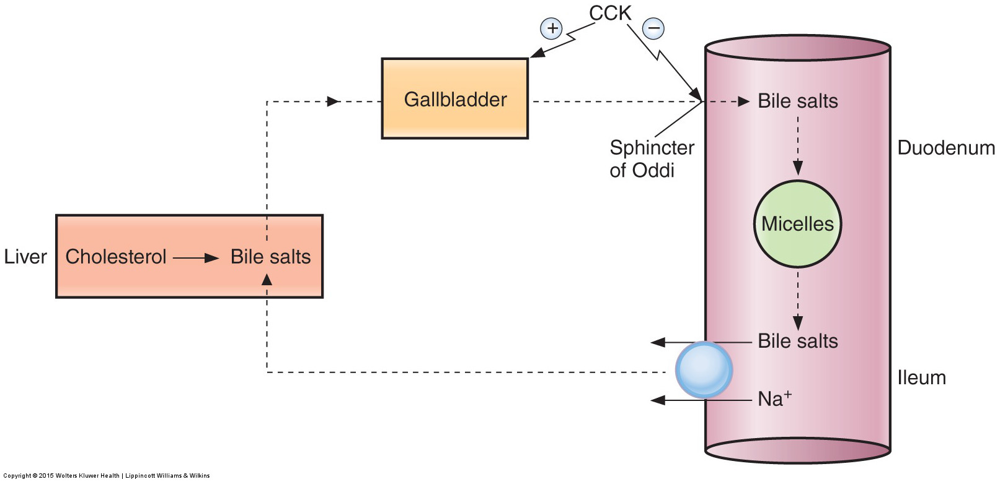 CCK
+
−
Gallbladder
Bile salts
Sphincter
of Oddi
Duodenum
Micelles
Liver
Cholesterol
Bile salts
Bile salts
Ileum
Na⁺
Copyright © 2015 Wolters Kluwer Health | Lippincott Williams & Wilkins